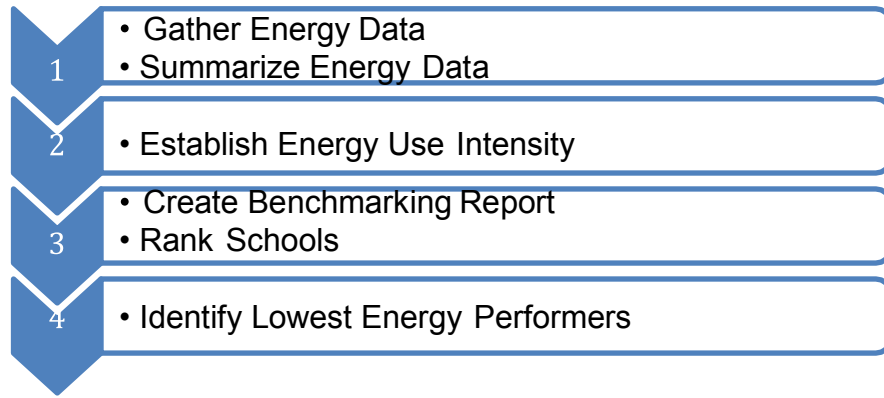 1
• Gather Energy Data
• Summarize Energy Data
2
• Establish Energy Use Intensity
3
• Create Benchmarking Report
• Rank Schools
4
• Identify Lowest Energy Performers